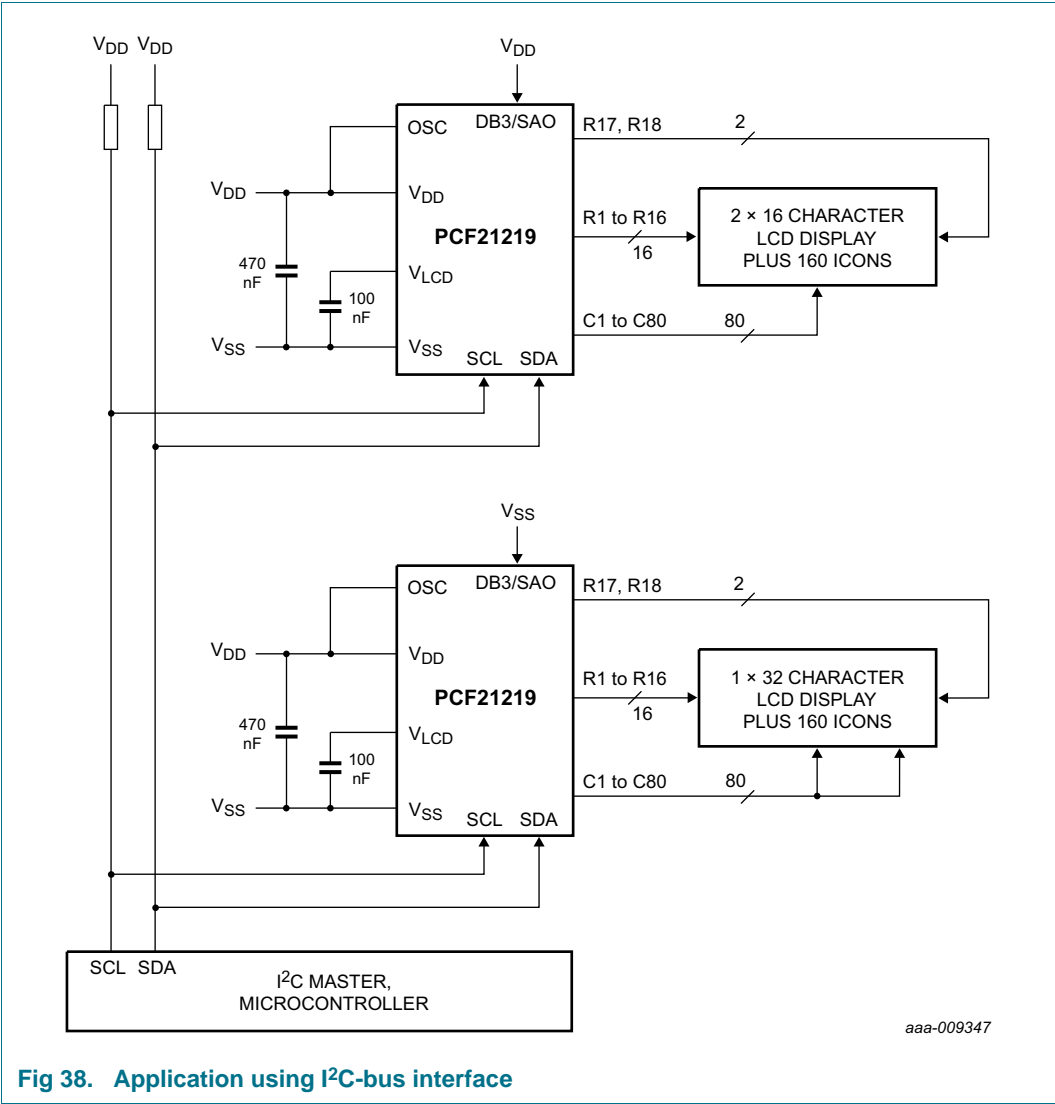 VDD VDD
VDD
OSC
DB3/SAO
R17, R18
2
VDD
VDD
PCF21219
R1 to R16
16
2 × 16 CHARACTER
LCD DISPLAY
PLUS 160 ICONS
470
nF
VLCD
100
nF
C1 to C80
80
VSS
VSS
SCL SDA
VSS
OSC
DB3/SAO
R17, R18
2
VDD
VDD
PCF21219
R1 to R16
16
1 × 32 CHARACTER
LCD DISPLAY
PLUS 160 ICONS
470
nF
VLCD
100
nF
C1 to C80
80
VSS
VSS
SCL SDA
SCL SDA
I2C MASTER,
MICROCONTROLLER
aaa-009347
Fig 38. Application using I2C-bus interface